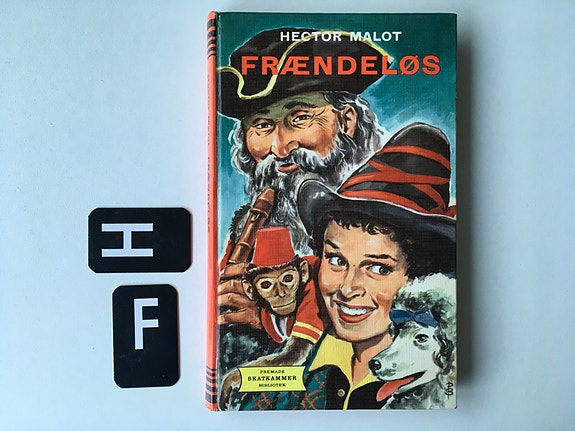 HECTOR MALOT
FRÆNDELØS
FREMADS
SKATKAMMER
BIBLIOTEK
H
F